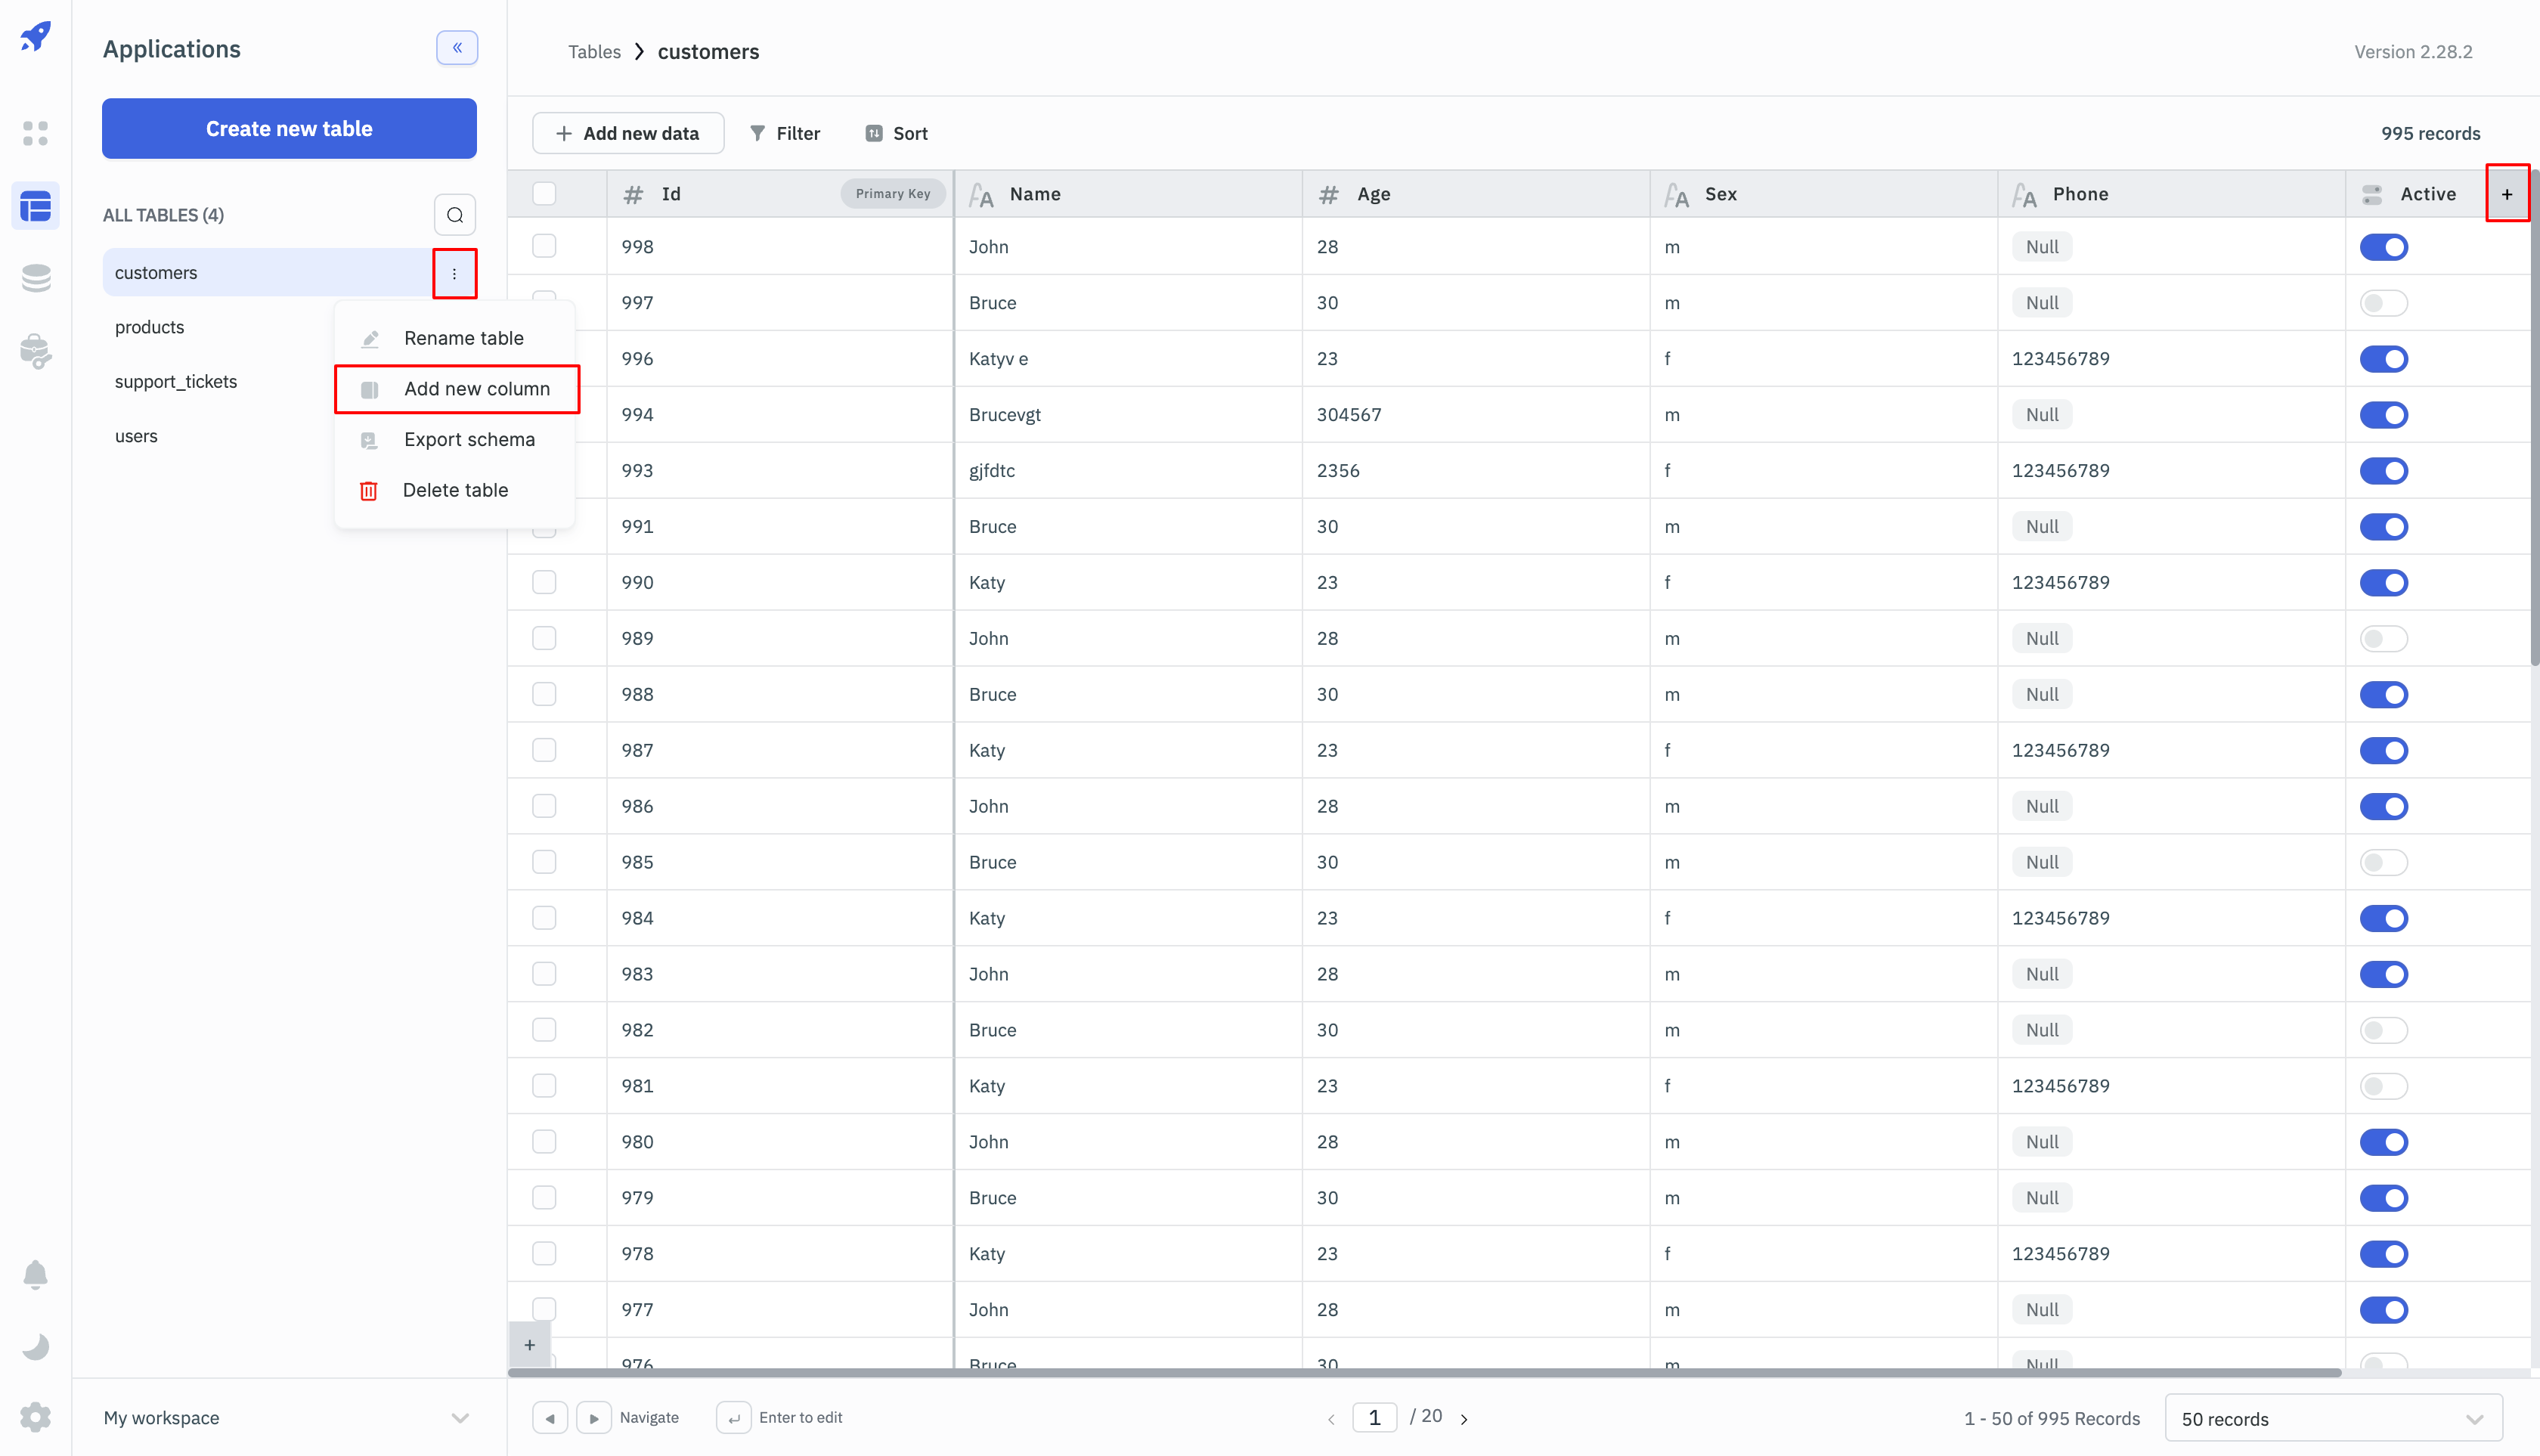 Applications
Create new table
ALL TABLES (4)
customers
products
support_tickets
users
Rename table
Add new column
Export schema
Delete table
My workspace
Tables customers
Version 2.28.2
Add new data Filter Sort 995 records
Id Primary Key Name Age Sex Phone Active +
998 John 28 m Null
997 Bruce 30 m Null
996 Katyv e 23 f 123456789
994 Brucevgt 304567 m Null
993 gjfdtc 2356 f 123456789
991 Bruce 30 m Null
990 Katy 23 f 123456789
989 John 28 m Null
988 Bruce 30 m Null
987 Katy 23 f 123456789
986 John 28 m Null
985 Bruce 30 m Null
984 Katy 23 f 123456789
983 John 28 m Null
982 Bruce 30 m Null
981 Katy 23 f 123456789
980 John 28 m Null
979 Bruce 30 m Null
978 Katy 23 f 123456789
977 John 28 m Null
976 Bruce 30 m Null
+
Navigate Enter to edit 1 / 20 1 - 50 of 995 Records 50 records